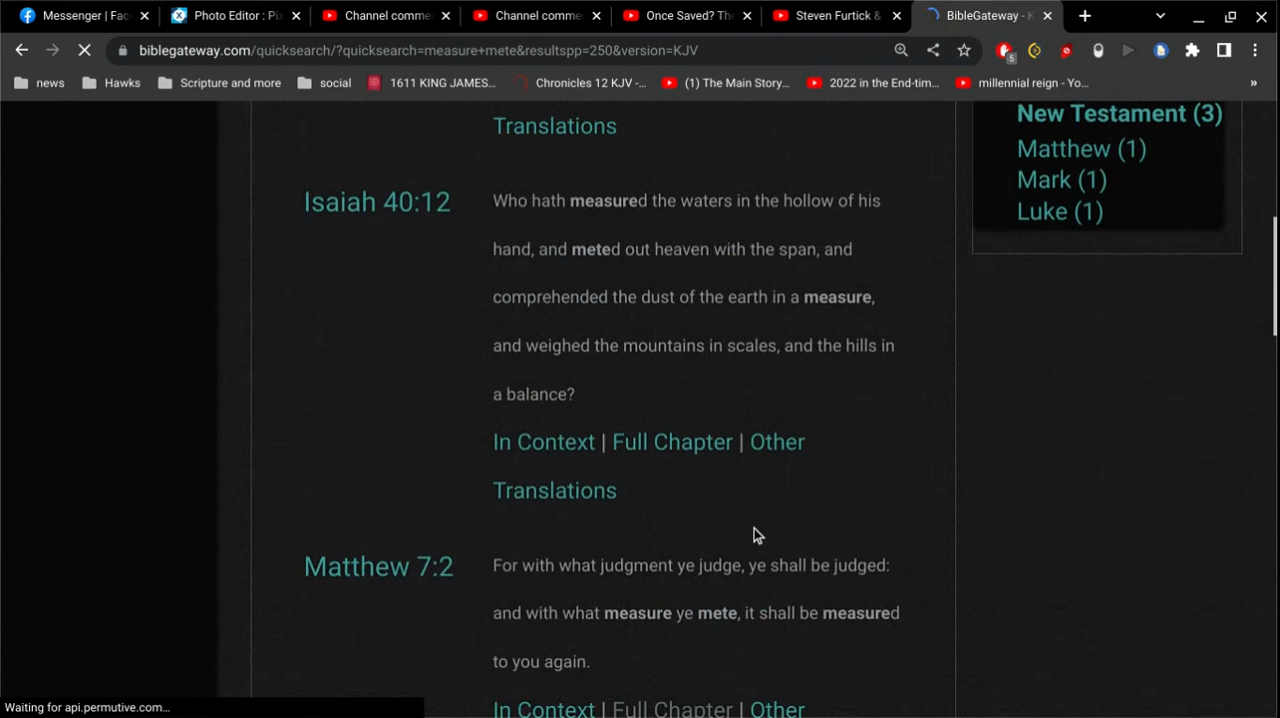 Messenger | Fac
Photo Editor : Pix
Channel comme
Channel comme
Once Saved? The
Steven Furtick &
BibleGateway - K
biblegateway.com/quicksearch/?quicksearch=measure+mete&resultspp=250&version=KJV
5
news
Hawks
Scripture and more
social
1611 KING JAMES...
Chronicles 12 KJV -...
(1) The Main Story...
2022 in the End-tim...
millennial reign - Yo...
»
Translations
New Testament (3)
Matthew (1)
Mark (1)
Luke (1)
Isaiah 40:12
Who hath measured the waters in the hollow of his
hand, and meted out heaven with the span, and
comprehended the dust of the earth in a measure,
and weighed the mountains in scales, and the hills in
a balance?
In Context | Full Chapter | Other
Translations
Matthew 7:2
For with what judgment ye judge, ye shall be judged:
and with what measure ye mete, it shall be measured
to you again.
In Context | Full Chapter | Other
Waiting for api.permutive.com...